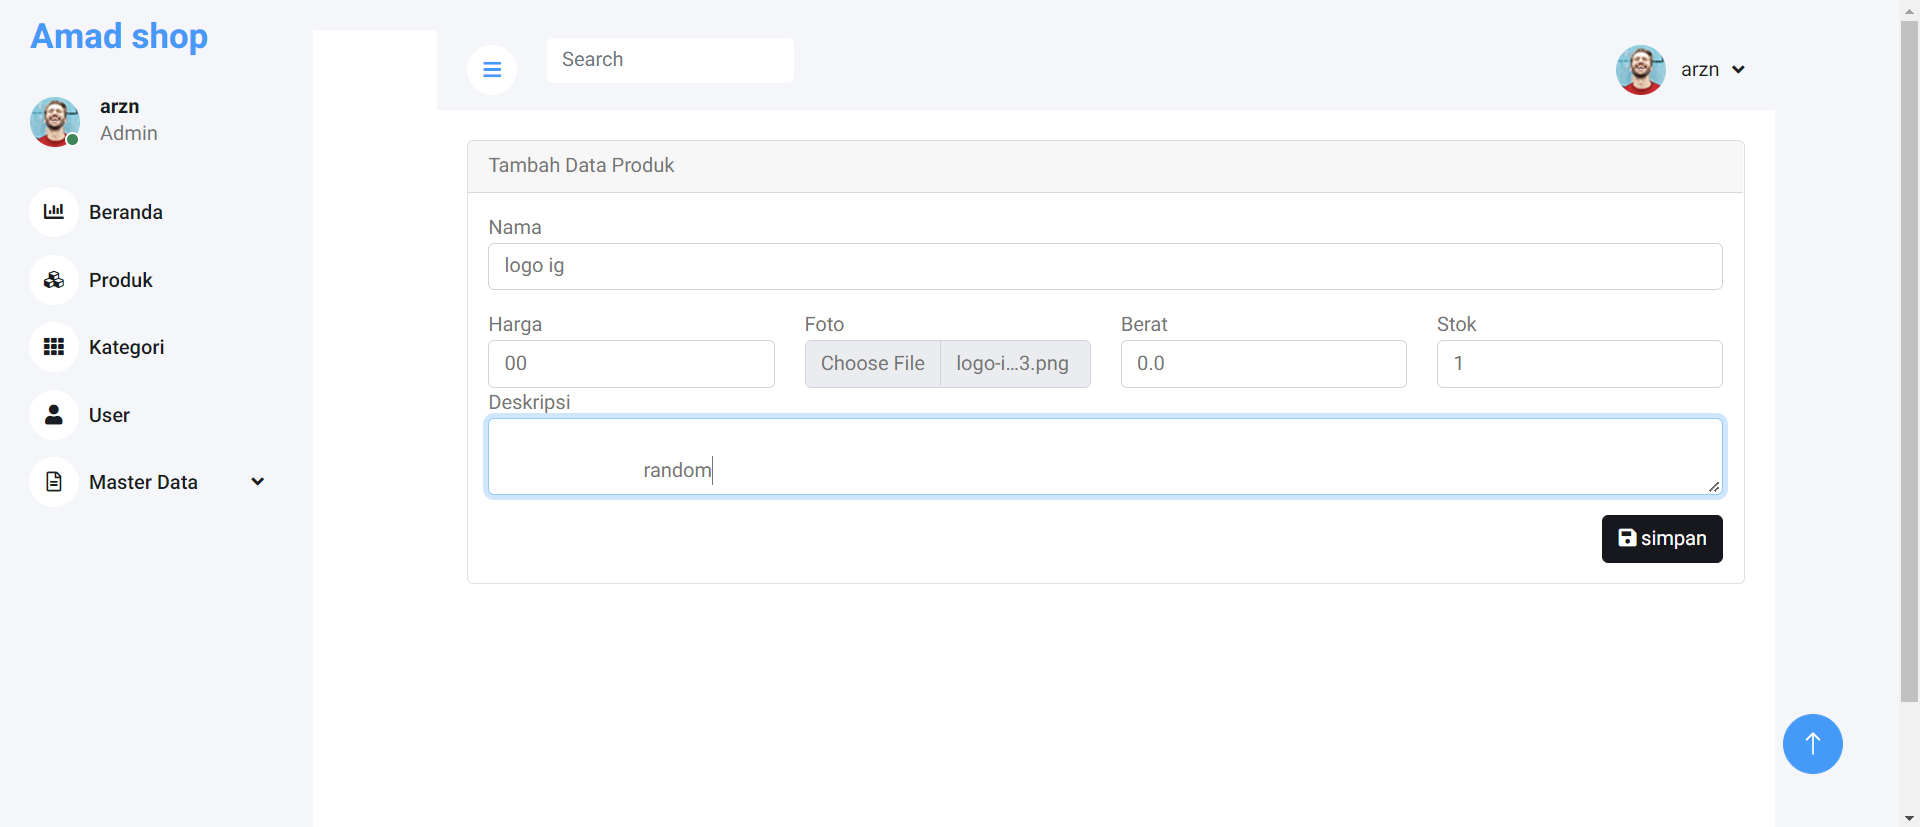 Amad shop
arzn
Admin
Beranda
Produk
Kategori
User
Master Data
Search
arzn
Tambah Data Produk
Nama
logo ig
Harga
Foto
Berat
Stok
00
Choose File
logo-i...3.png
0.0
1
Deskripsi
random
simpan